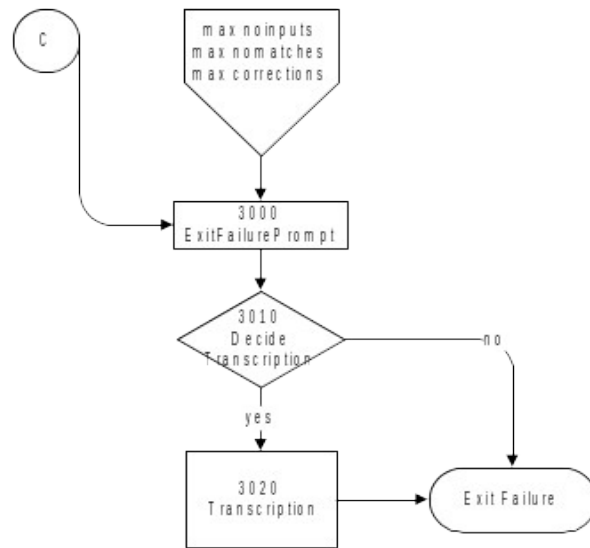 C
max noinputs
max nomatches
max corrections
3000
ExitFailurePrompt
3010
Decide
Transcription
no
yes
3020
Transcription
Exit Failure